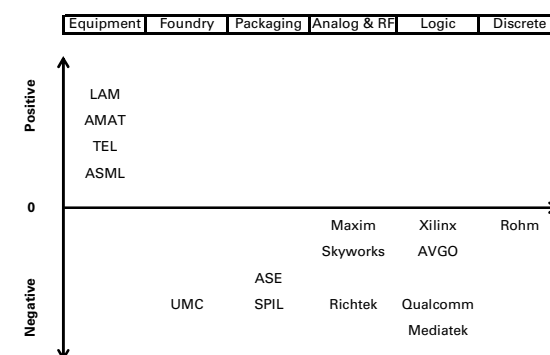 Equipment Foundry Packaging Analog & RF Logic Discrete
Positive
LAM
AMAT
TEL
ASML
0
Maxim Xilinx Rohm
Skyworks AVGO
ASE
Negative
UMC SPIL Richtek Qualcomm
Mediatek